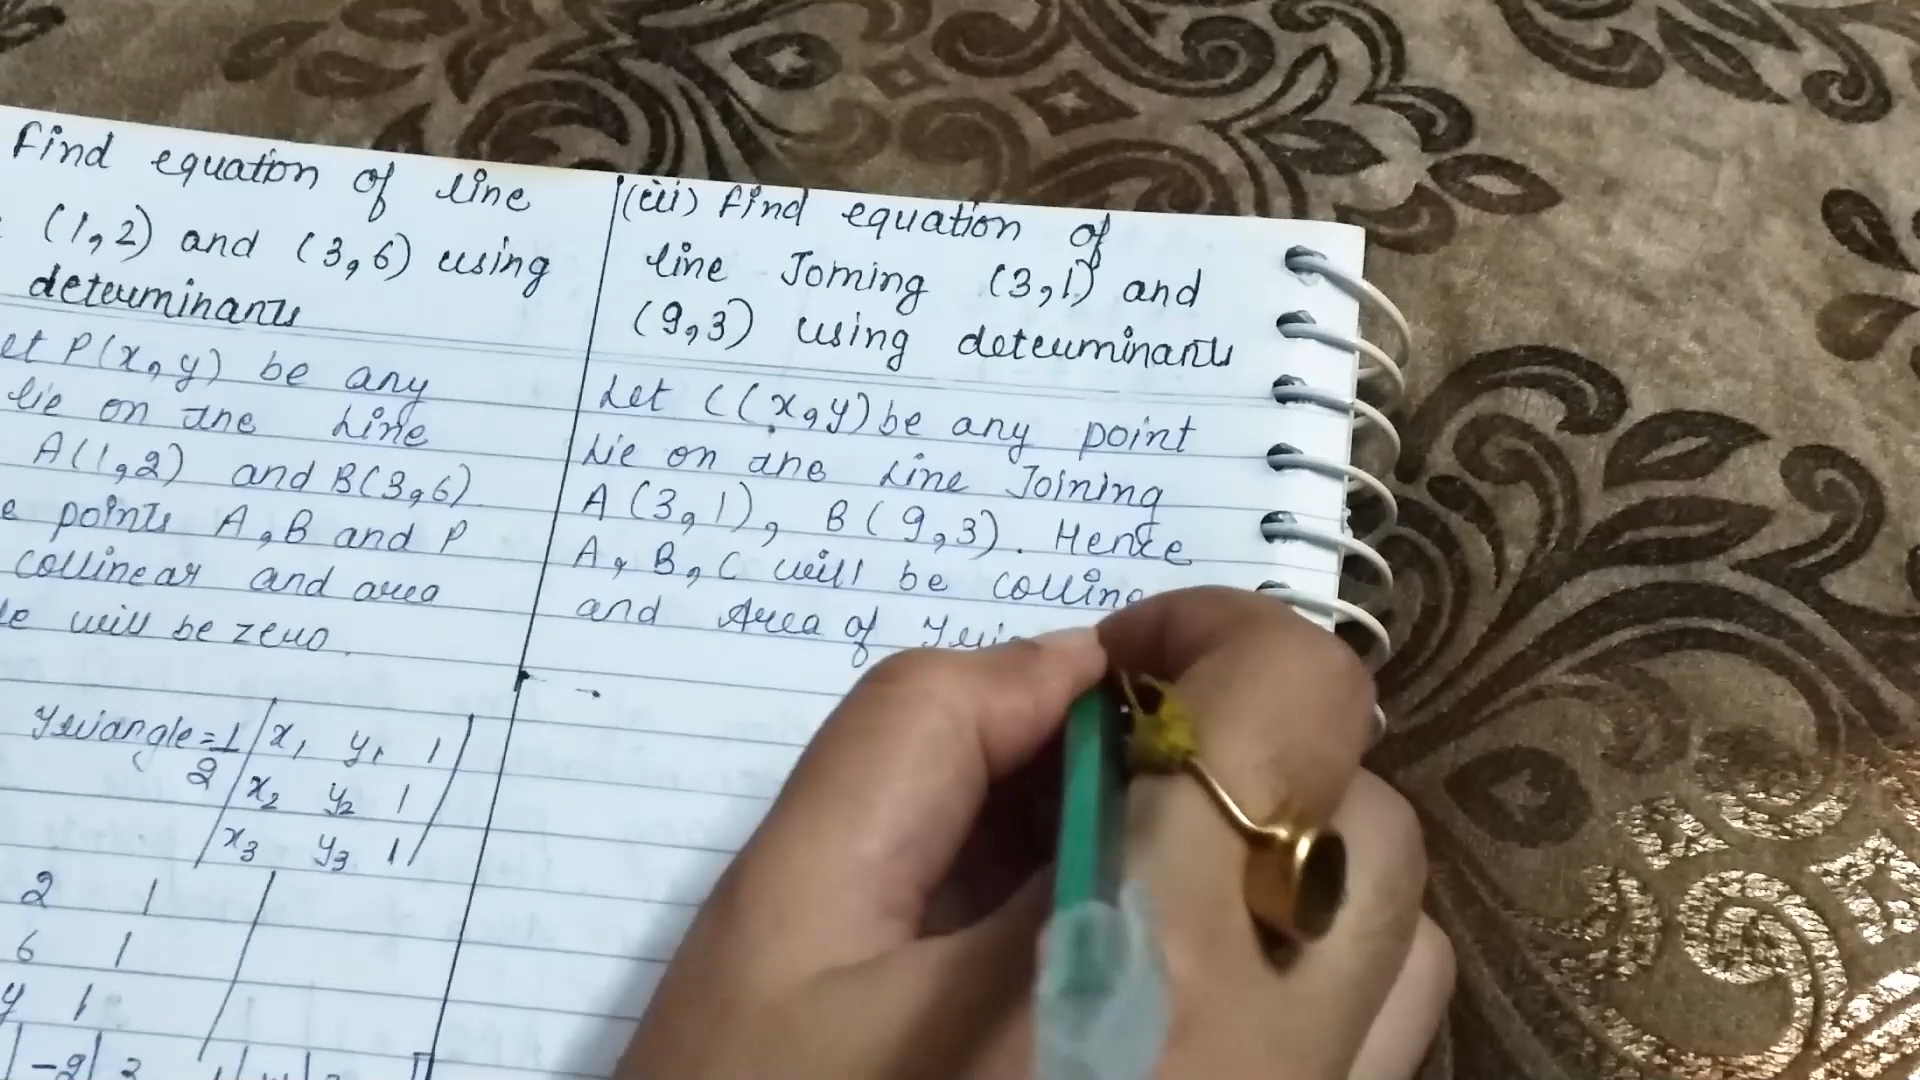 Find equation of line
(1,2) and (3,6) using
determinants
et P(x,y) be any
lie on the Line
A(1,2) and B(3,6)
e points A,B and P
collinear and area
le will be zero.
Triangle = 1/2 | x1 y1 1 |
| x2 y2 1 |
| x3 y3 1 |
2 1
6 1
y 1
(iii) Find equation of
line Joming (3,1) and
(9,3) using determinants
Let C(x,y) be any point
Lie on the Line Joining
A(3,1), B(9,3). Hence
A, B, C will be colline
and Area of Tria